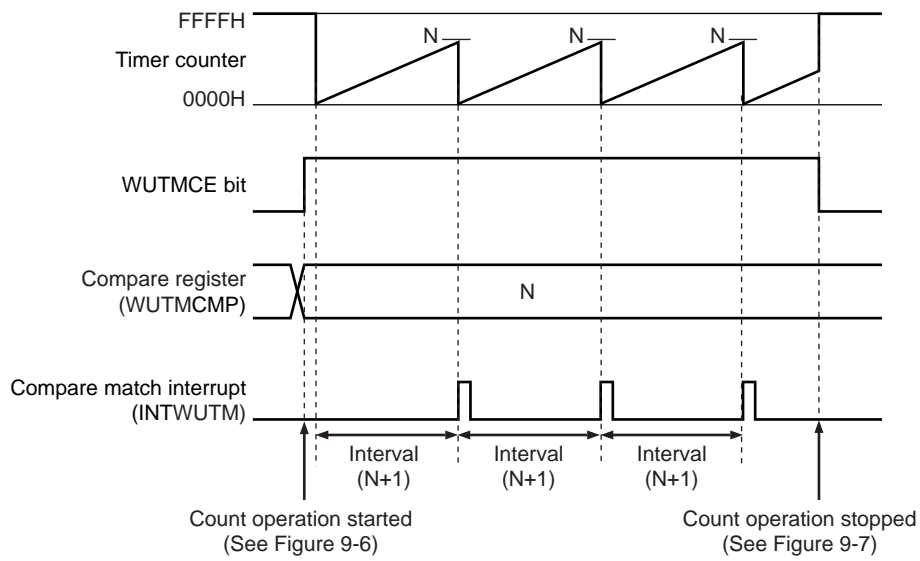 FFFFH
N N N
Timer counter
0000H
WUTMCE bit
Compare register
(WUTMCMP)
N
Compare match interrupt
(INTWUTM)
Interval
(N+1)
Interval
(N+1)
Interval
(N+1)
Count operation started
(See Figure 9-6)
Count operation stopped
(See Figure 9-7)